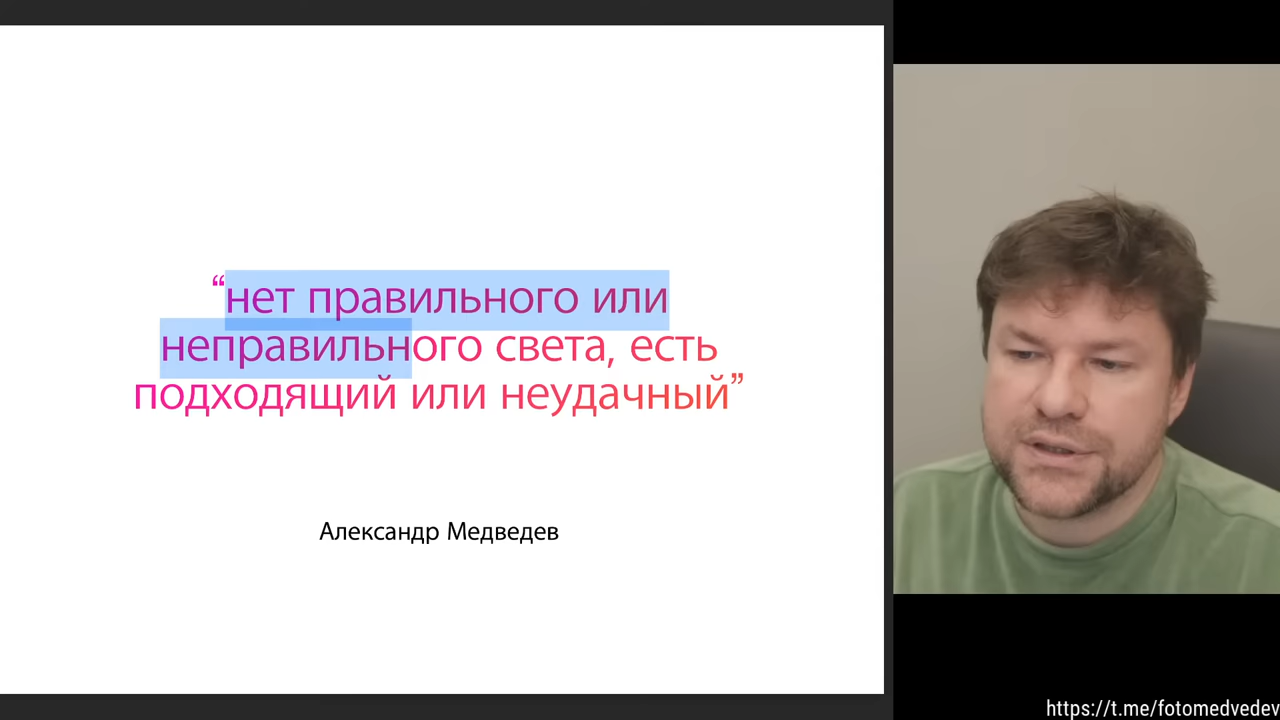 “нет правильного или
неправильного света, есть
подходящий или неудачный”
Александр Медведев
https://t.me/fotomedvedev